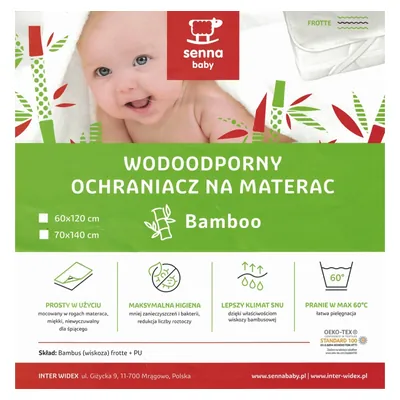 senna
baby
FROTTE
WODOODPORNY
OCHRANIACZ NA MATERAC
60x120 cm
70x140 cm
Bamboo
60°
PROSTY W UŻYCIU
mocowany w rogach materaca,
miękki, niewyczuwalny
dla śpiącego
MAKSYMALNA HIGIENA
mniej zanieczyszczeń i bakterii,
redukcja liczby roztoczy
LEPSZY KLIMAT SNU
dzięki właściwościom
wiskozy bambusowej
PRANIE W MAX 60°C
łatwa pielęgnacja
OEKO-TEX®
STANDARD 100
Skład: Bambus (wiskoza) frotte + PU
INTER WIDEX ul. Giżycka 9, 11-700 Mrągowo, Polska
www.sennababy.pl | www.inter-widex.pl